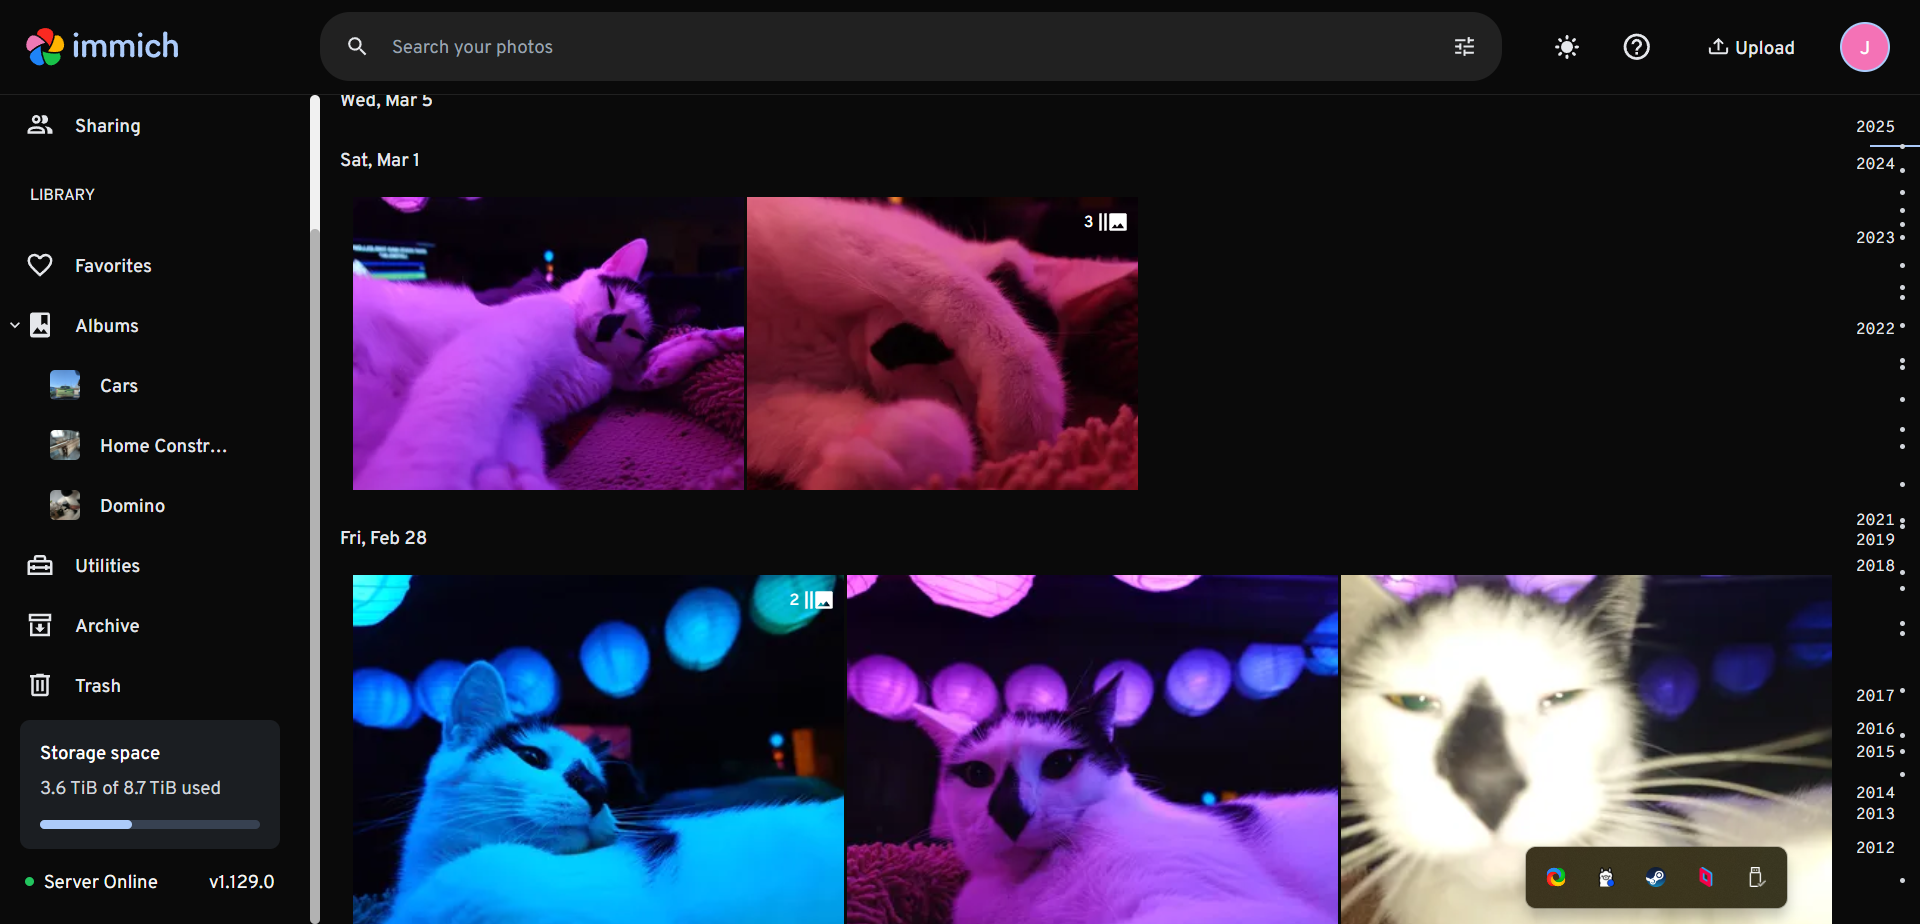 immich
Search your photos
Upload
J
Sharing
LIBRARY
Favorites
Albums
Cars
Home Constr...
Domino
Utilities
Archive
Trash
Storage space
3.6 TiB of 8.7 TiB used
Server Online
v1.129.0
Wed, Mar 5
Sat, Mar 1
3
Fri, Feb 28
2
2025
2024
2023
2022
2021
2019
2018
2017
2016
2015
2014
2013
2012